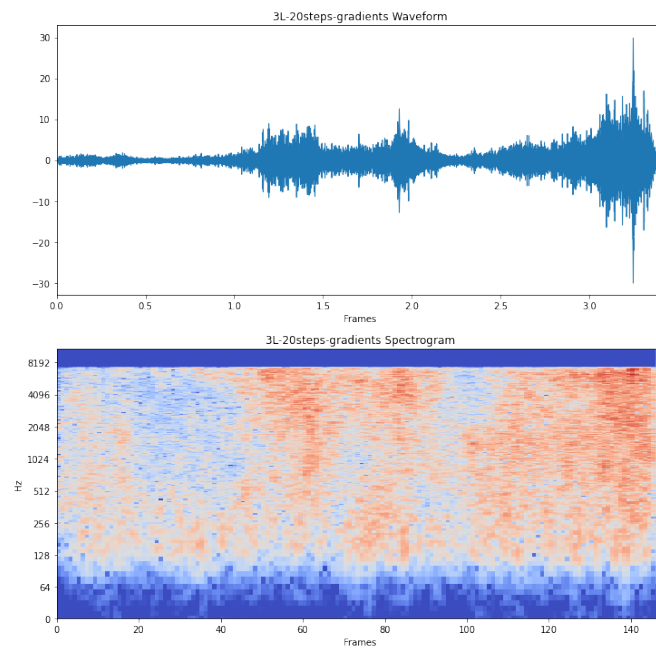 3L-20steps-gradients Waveform
30
20
10
0
−10
−20
−30
0.0 0.5 1.0 1.5 2.0 2.5 3.0
Frames
3L-20steps-gradients Spectrogram
8192
4096
2048
1024
512
256
128
64
0
Hz
0 20 40 60 80 100 120 140
Frames